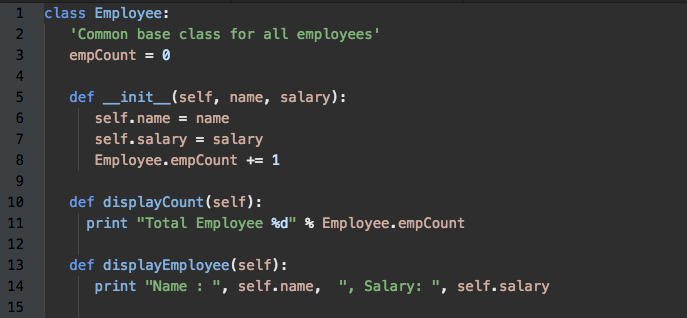 1 class Employee:
2    'Common base class for all employees'
3    empCount = 0
4
5    def __init__(self, name, salary):
6       self.name = name
7       self.salary = salary
8       Employee.empCount += 1
9
10    def displayCount(self):
11      print "Total Employee %d" % Employee.empCount
12
13    def displayEmployee(self):
14       print "Name : ", self.name,  ", Salary: ", self.salary
15